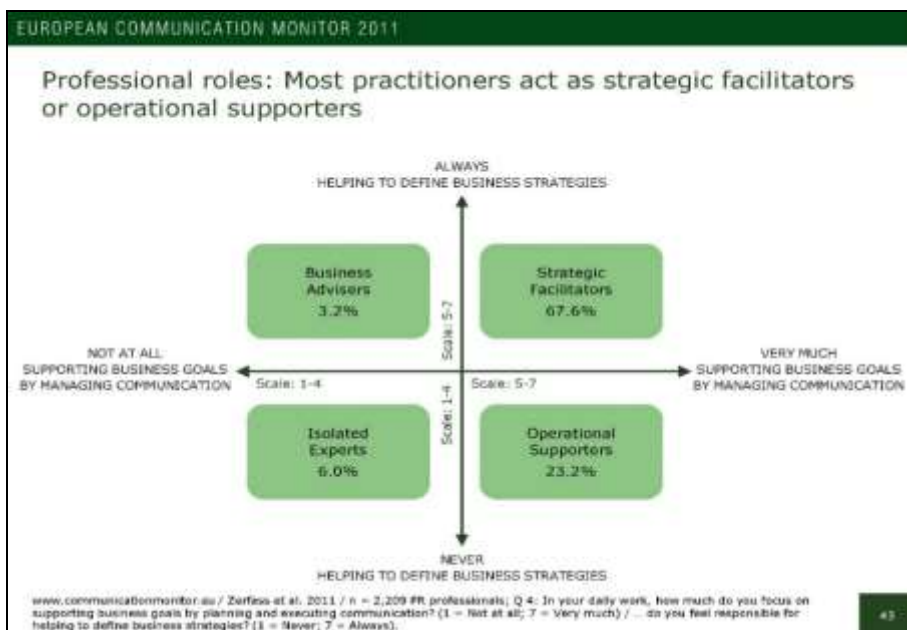 EUROPEAN COMMUNICATION MONITOR 2011
Professional roles: Most practitioners act as strategic facilitators
or operational supporters
ALWAYS
HELPING TO DEFINE BUSINESS STRATEGIES
Business
Advisers
3.2%
Strategic
Facilitators
67.6%
Scale: 5-7
NOT AT ALL
SUPPORTING BUSINESS GOALS
BY MANAGING COMMUNICATION
VERY MUCH
SUPPORTING BUSINESS GOALS
BY MANAGING COMMUNICATION
Scale: 1-4
Scale: 5-7
Scale: 1-4
Isolated
Experts
6.0%
Operational
Supporters
23.2%
NEVER
HELPING TO DEFINE BUSINESS STRATEGIES
www.communicationmonitor.eu / Zerfass et al. 2011 / n = 2,209 PR professionals; Q 4: In your daily work, how much do you focus on
supporting business goals by planning and executing communication? (1 = Not at all; 7 = Very much) / ... do you feel responsible for
helping to define business strategies? (1 = Never; 7 = Always).
43